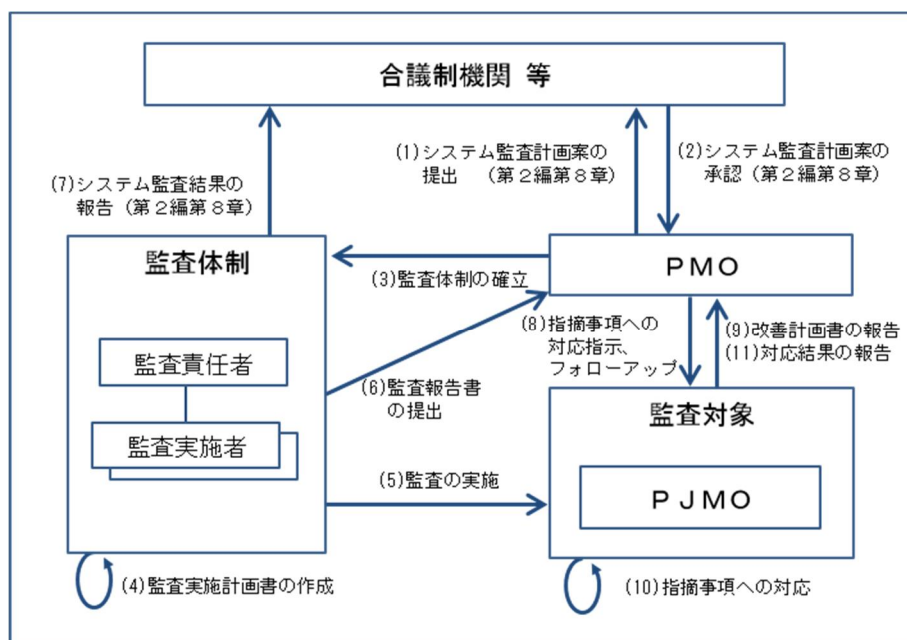 合議制機関 等
(1)システム監査計画案の
提出 (第２編第８章)
(2)システム監査計画案の
承認 (第２編第８章)
(7)システム監査結果の
報告 (第２編第８章)
監査体制
ＰＭＯ
(3)監査体制の確立
(8)指摘事項への
対応指示、
フォローアップ
(9)改善計画書の報告
(11)対応結果の報告
監査責任者
(6)監査報告書
の提出
監査対象
監査実施者
(5)監査の実施
ＰＪＭＯ
(4)監査実施計画書の作成
(10)指摘事項への対応